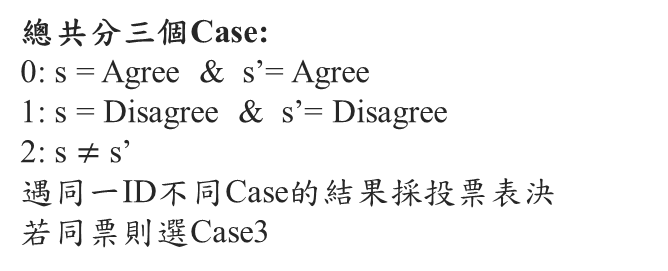 總共分三個Case:
0: s = Agree & s’= Agree
1: s = Disagree & s’= Disagree
2: s ≠ s’
遇同一ID不同Case的結果採投票表決
若同票則選Case3